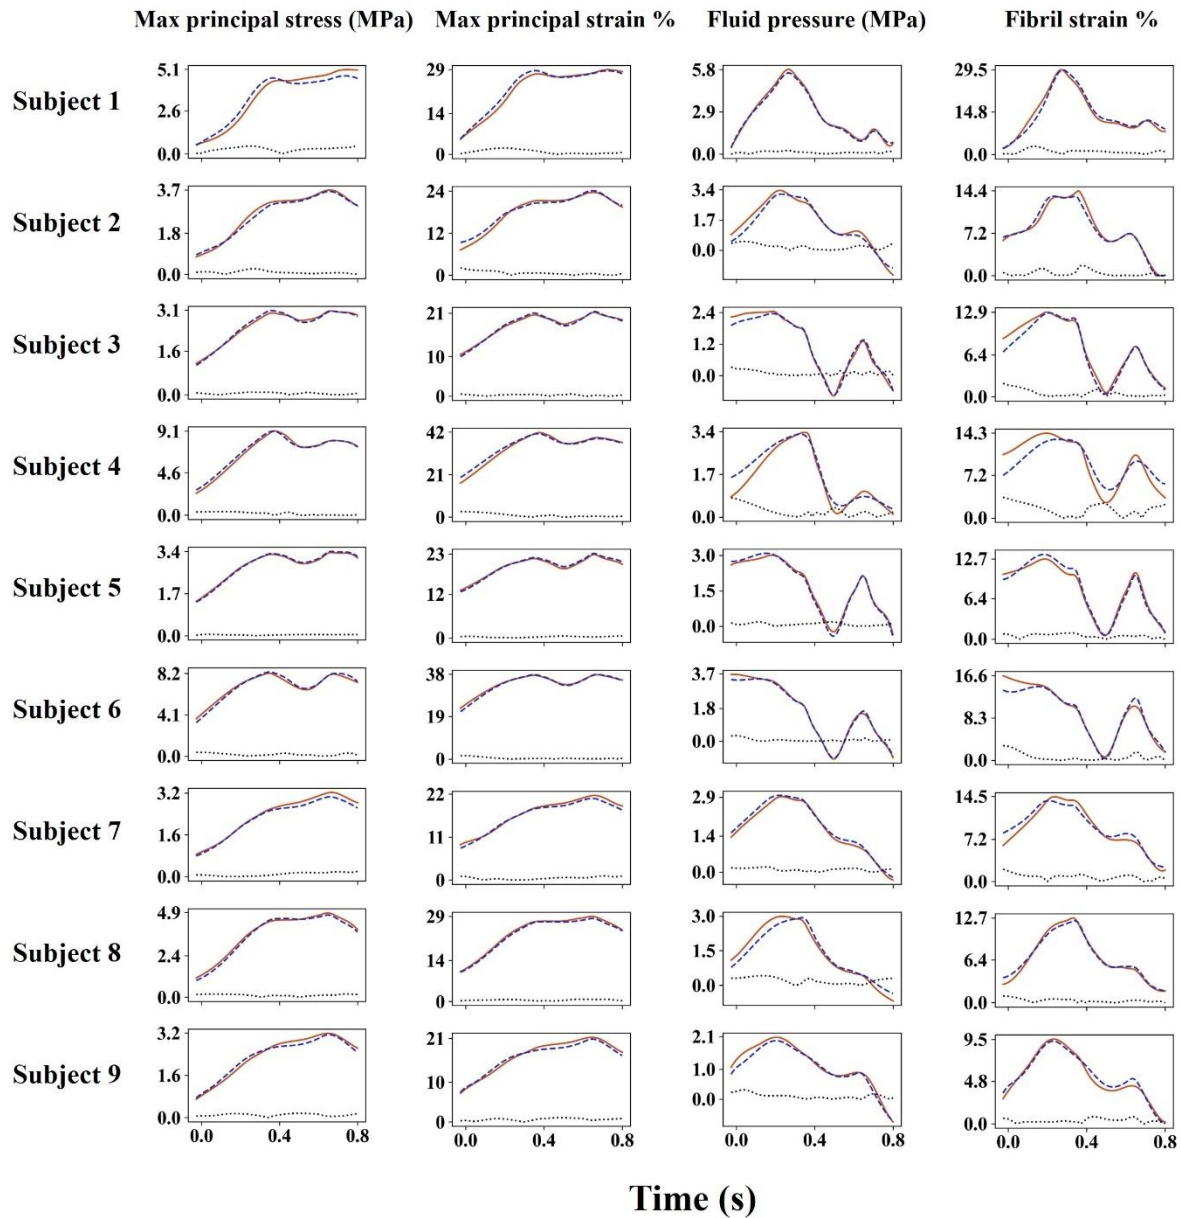 Max principal stress (MPa) Max principal strain % Fluid pressure (MPa) Fibril strain %
Subject 1
5.1 29 5.8 29.5
2.6 14 2.9 14.8
0.0 0 0.0 0.0
Subject 2
3.7 24 3.4 14.4
1.8 12 1.7 7.2
0.0 0 0.0 0.0
Subject 3
3.1 21 2.4 12.9
1.6 10 1.2 6.4
0.0 0 0.0 0.0
Subject 4
9.1 42 3.4 14.3
4.6 21 1.7 7.2
0.0 0 0.0 0.0
Subject 5
3.4 23 3.0 12.7
1.7 12 1.5 6.4
0.0 0 0.0 0.0
Subject 6
8.2 38 3.7 16.6
4.1 19 1.8 8.3
0.0 0 0.0 0.0
Subject 7
3.2 22 2.9 14.5
1.6 11 1.4 7.2
0.0 0 0.0 0.0
Subject 8
4.9 29 3.0 12.7
2.4 14 1.5 6.4
0.0 0 0.0 0.0
Subject 9
3.2 21 2.1 9.5
1.6 10 1.0 4.8
0.0 0 0.0 0.0
0.0 0.4 0.8 0.0 0.4 0.8 0.0 0.4 0.8 0.0 0.4 0.8
Time (s)